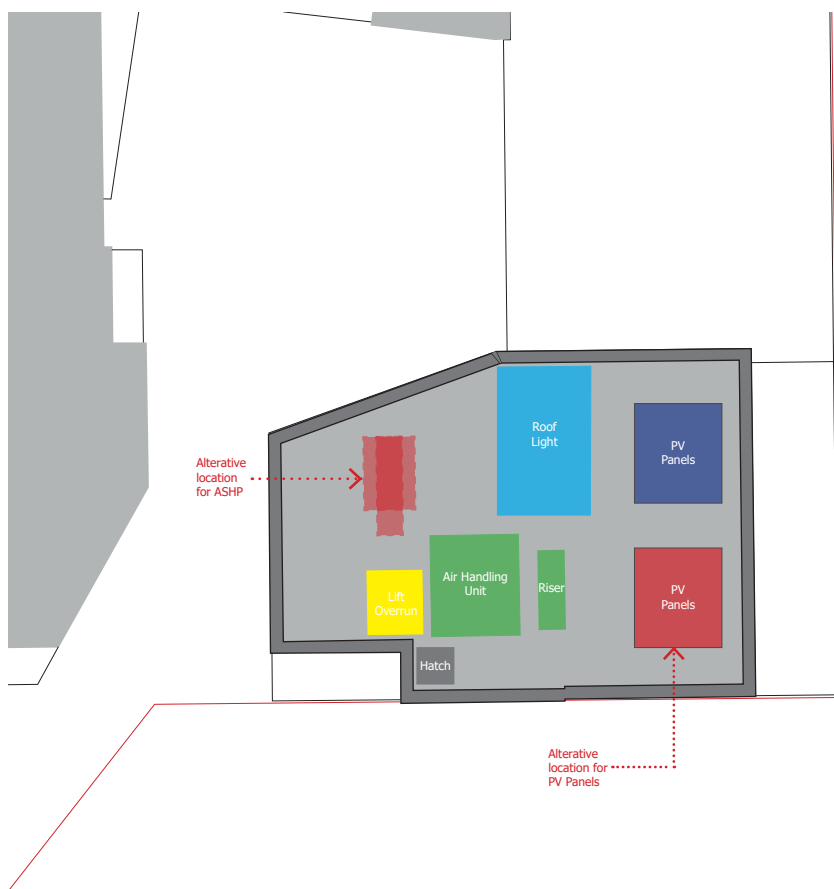 Roof
Light
PV
Panels
Alterative
location
for ASHP
Air Handling
Unit
Riser
PV
Panels
Lift
Overrun
Hatch
Alterative
location for
PV Panels